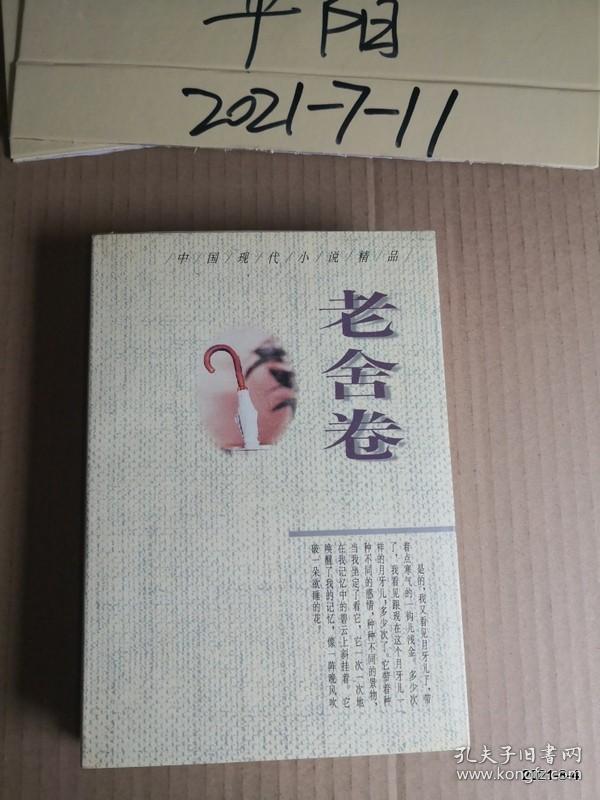 平阳
2021-7-11
/中/国/现/代/小/说/精/品/
老舍卷
是的，我又看见月牙儿了，带
着点寒气的一钩儿浅金。多少次
了，我看见跟现在这个月牙儿一
样的月牙儿；多少次了。它带着种
种不同的感情，种种不同的景物，
当我坐定了看它，它一次一次地
在我记忆中的碧云上斜挂着。它
唤醒了我的记忆，像一阵晚风吹
破一朵欲睡的花。
孔夫子旧书网
www.kongfz.com
2021-8-4